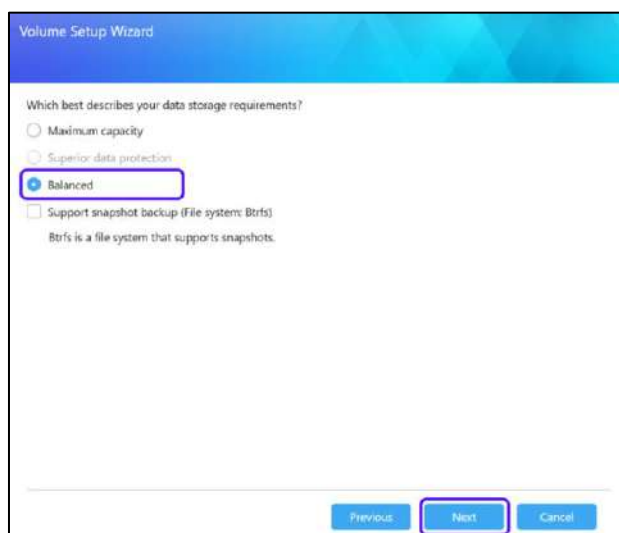 Volume Setup Wizard
Which best describes your data storage requirements?
Maximum capacity
Superior data protection
Balanced
Support snapshot backup (File system: Btrfs)
Btrfs is a file system that supports snapshots.
Previous Next Cancel